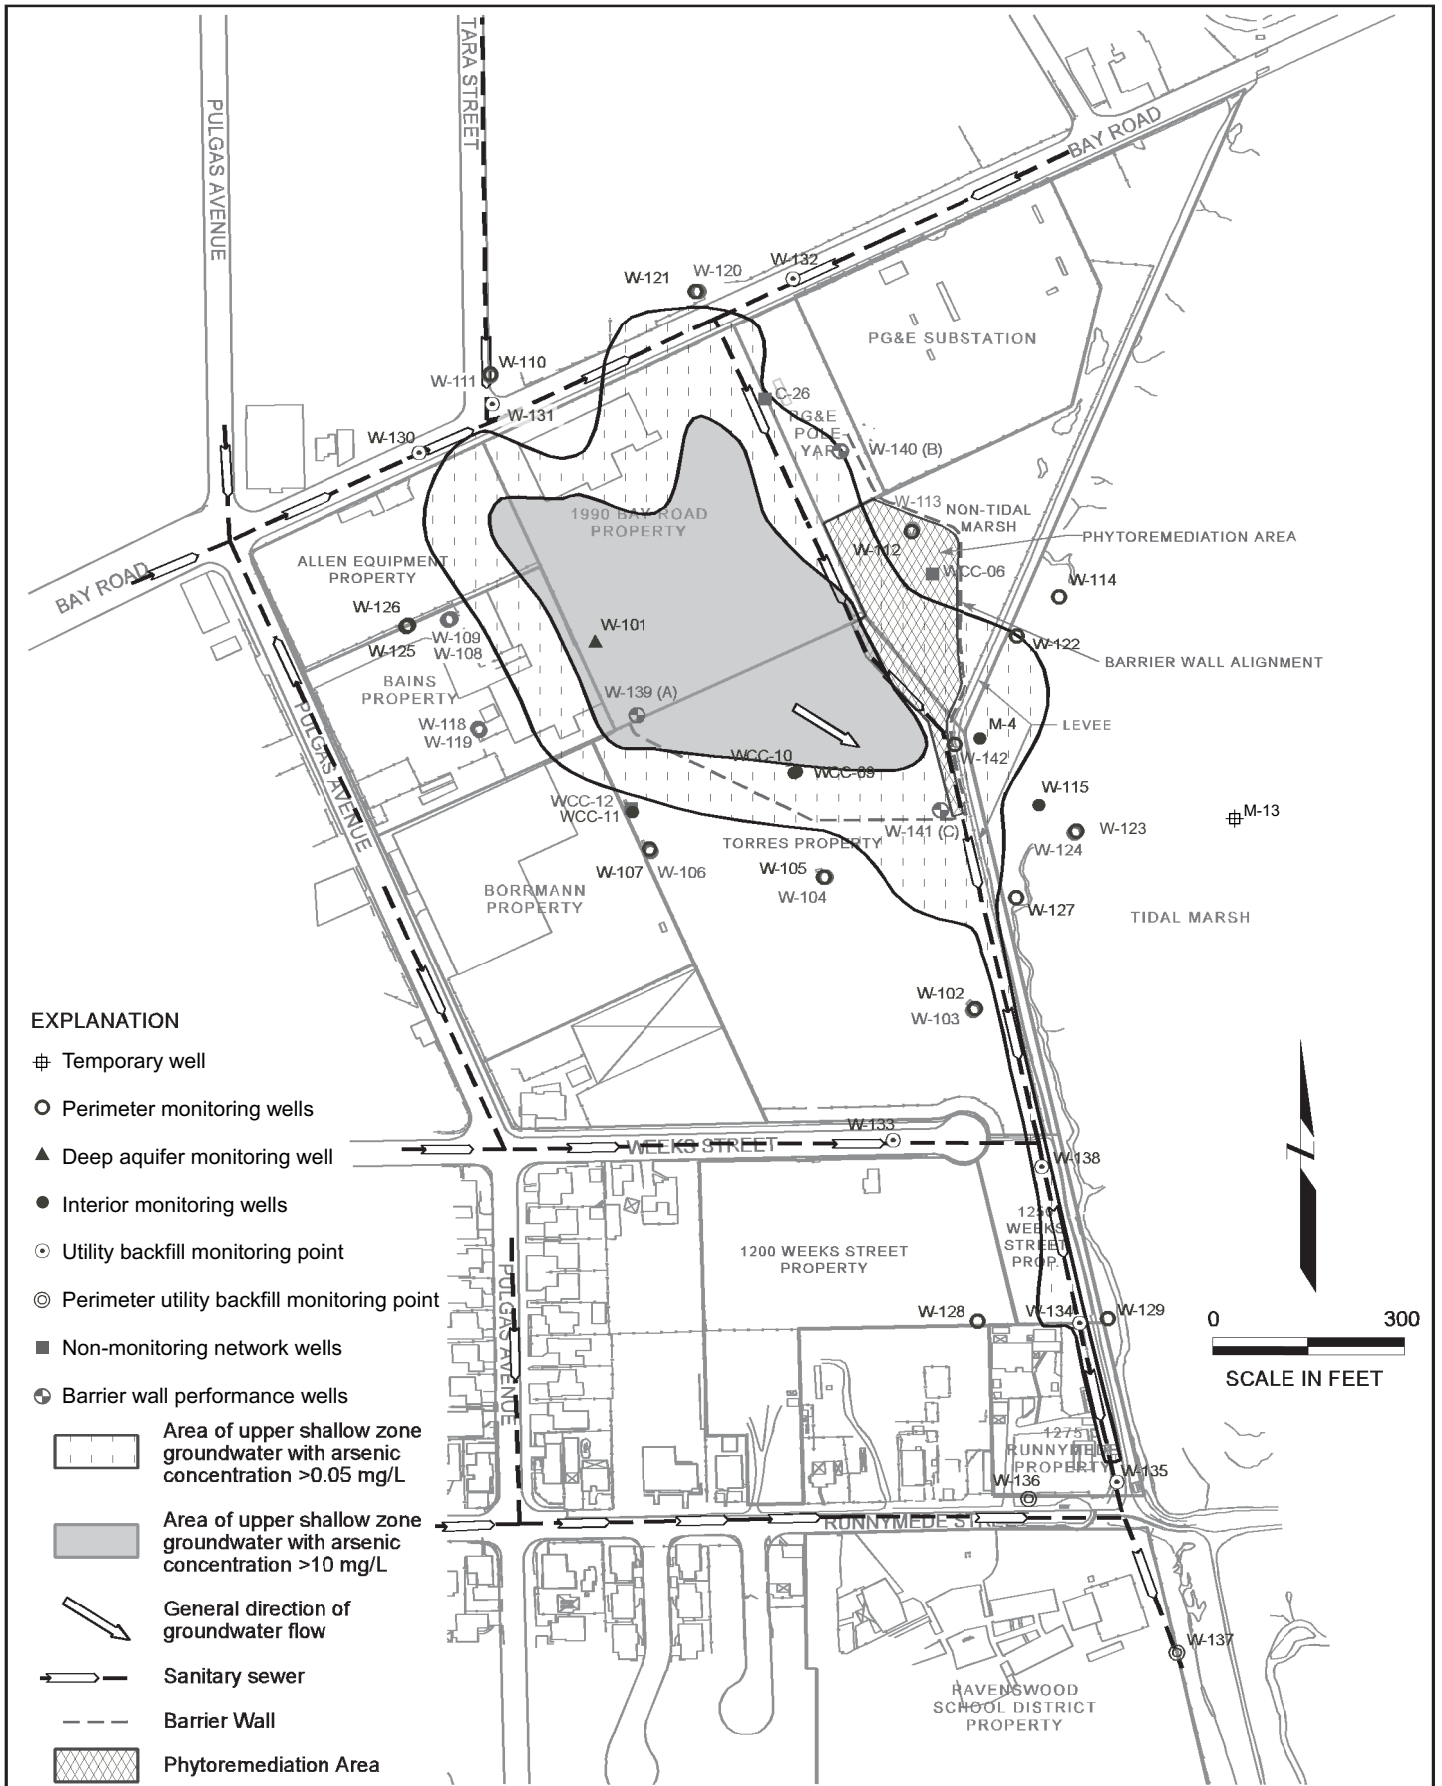 TARA STREET
PULGAS AVENUE
BAY ROAD
W-132
W-121
W-120
PG&E SUBSTATION
W-110
W-111
C-26
W-131
PG&E
POLE
YARD
W-130
W-140 (B)
W-113
NON-TIDAL
MARSH
1990 BAY ROAD
PROPERTY
PHYTOREMEDIATION AREA
W-112
ALLEN EQUIPMENT
PROPERTY
WCC-06
BAY ROAD
W-114
W-126
W-101
W-109
W-122
W-125
W-108
BARRIER WALL ALIGNMENT
BAINS
PROPERTY
W-139 (A)
PULGAS AVENUE
W-118
M-4
LEVEE
W-119
WCC-10
W-142
WCC-09
W-115
WCC-12
M-13
WCC-11
W-141 (C)
W-123
TORRES PROPERTY
W-124
W-107
W-106
W-105
BORRMANN
PROPERTY
W-104
W-127
TIDAL MARSH
W-102
W-103
EXPLANATION
Temporary well
Perimeter monitoring wells
Deep aquifer monitoring well
Interior monitoring wells
Utility backfill monitoring point
Perimeter utility backfill monitoring point
Non-monitoring network wells
Barrier wall performance wells
Area of upper shallow zone
groundwater with arsenic
concentration >0.05 mg/L
Area of upper shallow zone
groundwater with arsenic
concentration >10 mg/L
General direction of
groundwater flow
Sanitary sewer
Barrier Wall
Phytoremediation Area
W-133
WEEKS STREET
W-138
1250
WEEKS
STREET
PROP.
1200 WEEKS STREET
PROPERTY
PULGAS AVENUE
W-128
W-134
W-129
0 300
SCALE IN FEET
1275
RUNNYMEDE
PROPERTY
W-135
W-136
RUNNYMEDE STREET
W-137
RAVENSWOOD
SCHOOL DISTRICT
PROPERTY